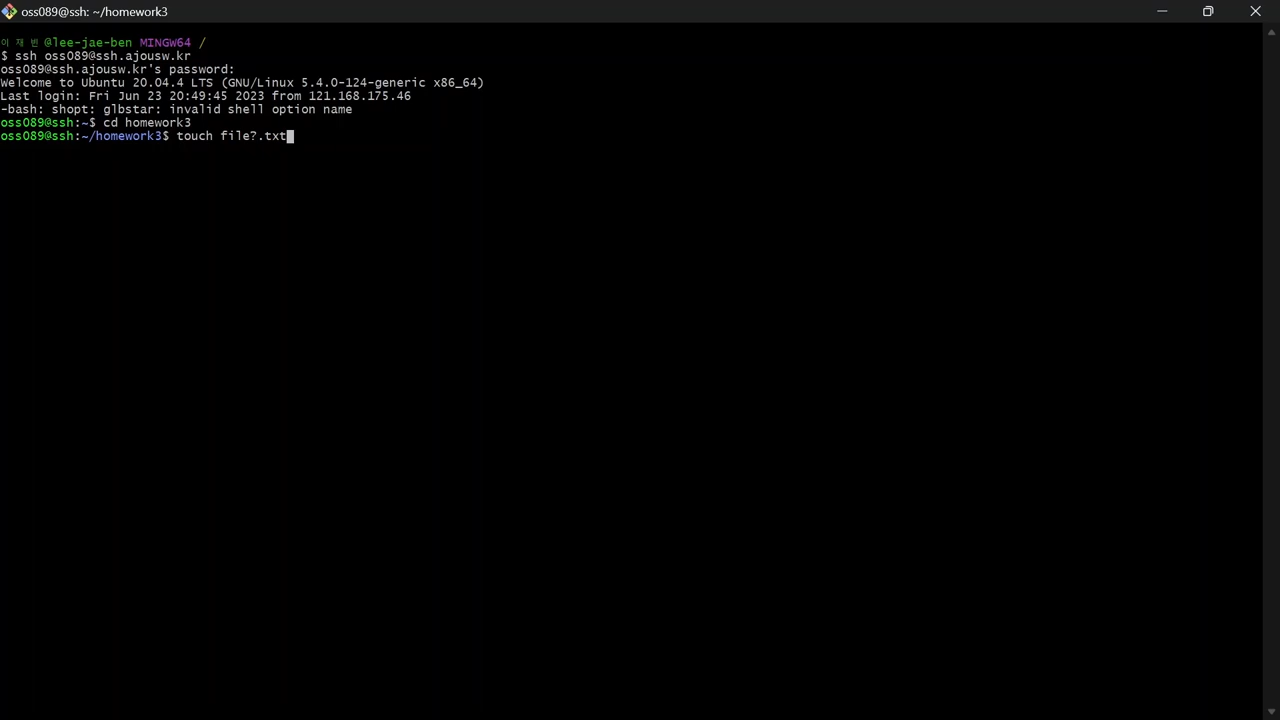 oss089@ssh: ~/homework3
이재빈@lee-jae-ben MINGW64 /
$ ssh oss089@ssh.ajousw.kr
oss089@ssh.ajousw.kr's password:
Welcome to Ubuntu 20.04.4 LTS (GNU/Linux 5.4.0-124-generic x86_64)
Last login: Fri Jun 23 20:49:45 2023 from 121.168.175.46
-bash: shopt: glbstar: invalid shell option name
oss089@ssh:~$ cd homework3
oss089@ssh:~/homework3$ touch file?.txt